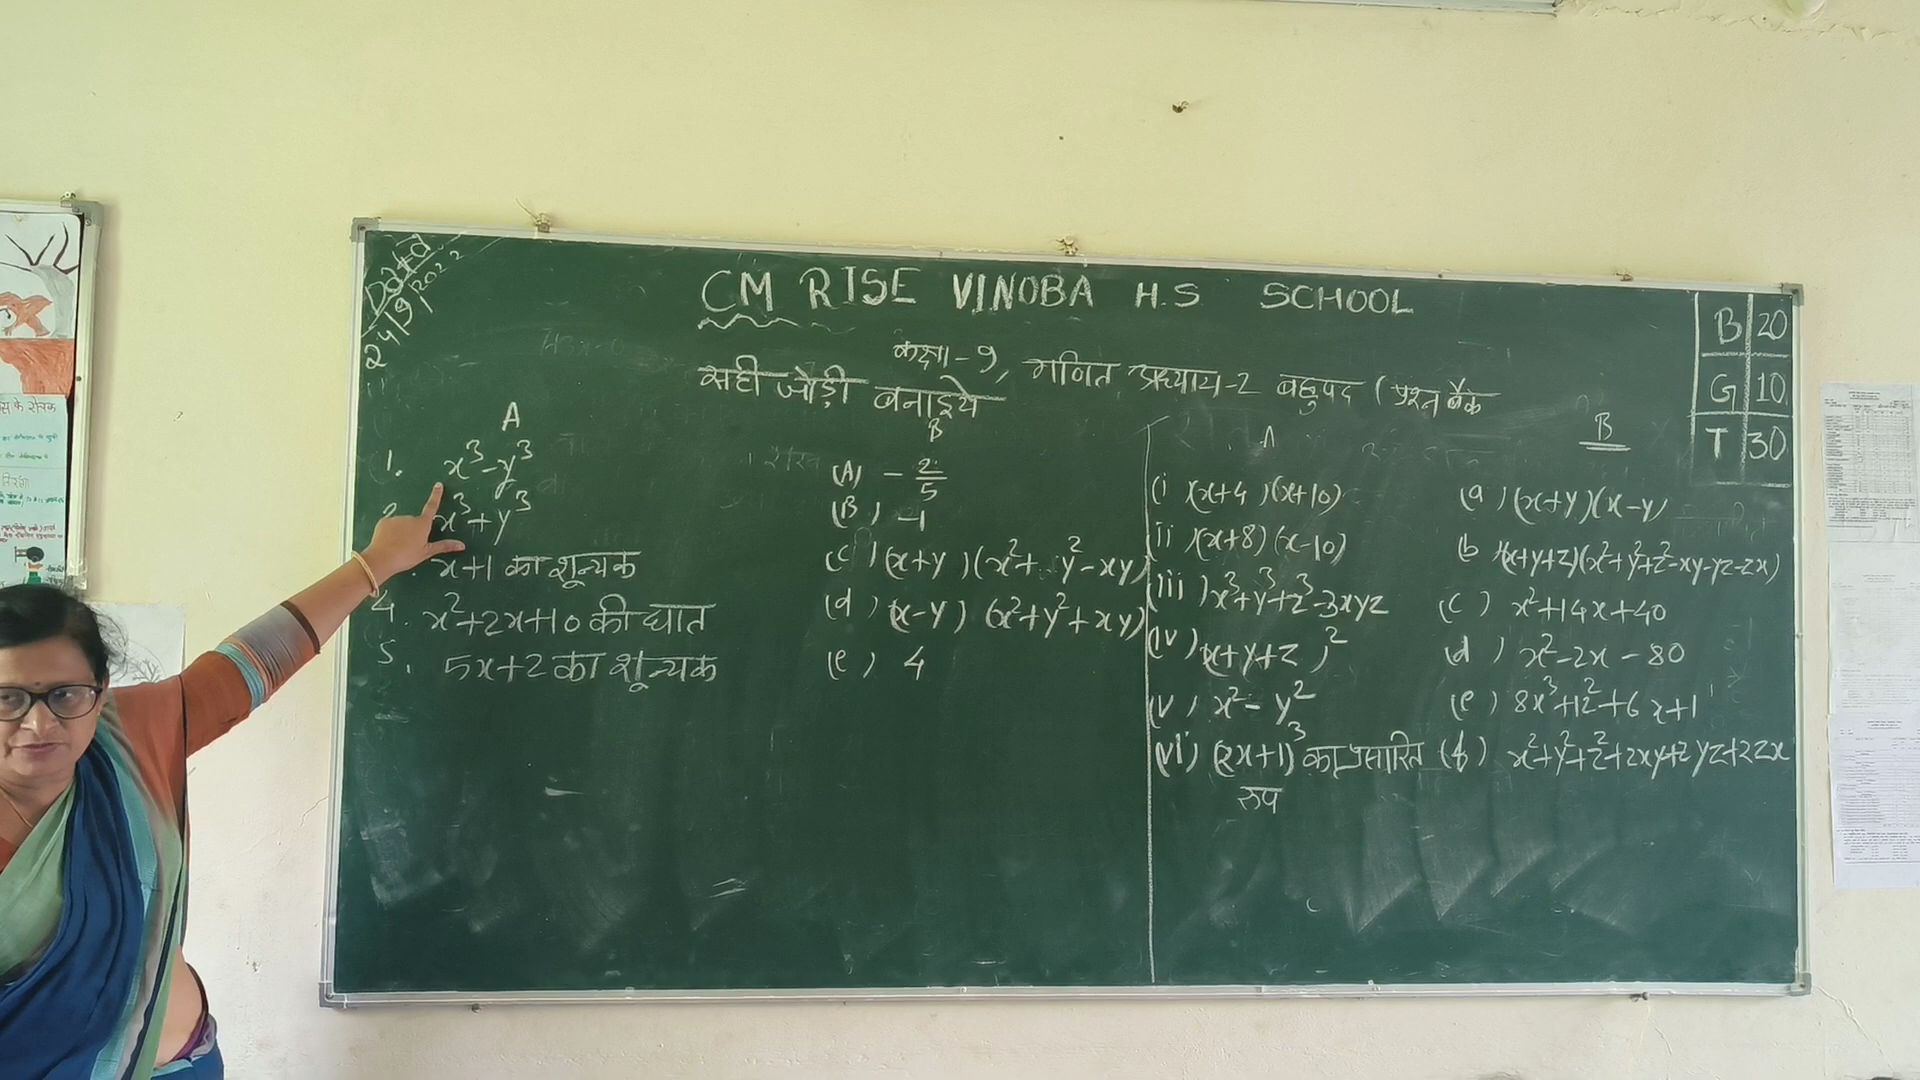 Date
24/9/2022
CM RISE VINOBA H.S SCHOOL
B 20
G 10
T 30
कक्षा-9, गणित अध्याय-2 बहुपद (प्रश्न बैंक
सही जोड़ी बनाइये
A B
1. x³-y³ (A) -2/5
x³+y³ (B) -1
x+1 का शून्यक (c) (x+y)(x²+y²-xy)
4. x²+2x+10 की घात (d) (x-y) (x²+y²+xy)
5. 5x+2 का शून्यक (e) 4
A B
(i) (x+4)(x+10) (a) (x+y)(x-y)
(ii) (x+8)(x-10) (b) (x+y+z)(x²+y²+z²-xy-yz-zx)
(iii) x³+y³+z³-3xyz (c) x²+14x+40
(iv) (x+y+z)² (d) x²-2x-80
(v) x²-y² (e) 8x³+12²+6x+1
(vi) (2x+1)³ का प्रसारित (f) x²+y²+z²+2xy+2yz+2zx
रुप